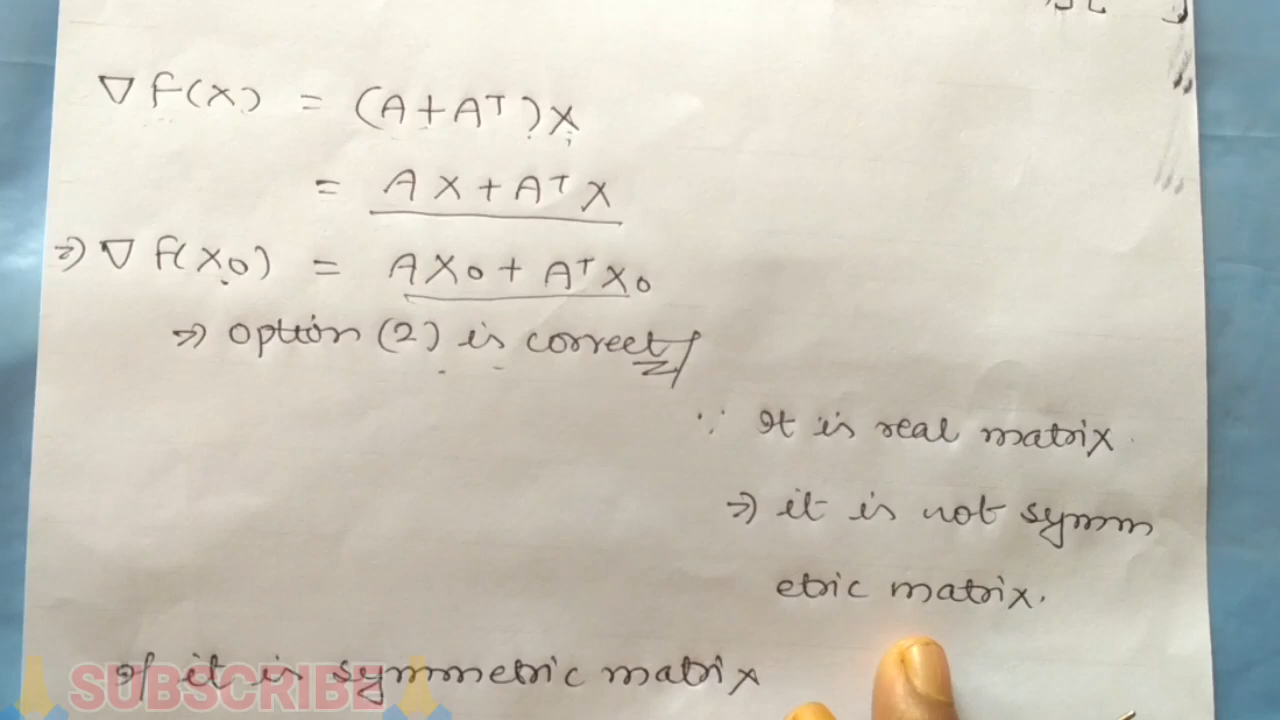 ∇ f(x) = (A+Aᵀ)x
= Ax+Aᵀx
⇒ ∇ f(x₀) = Ax₀ + Aᵀx₀
⇒ option (2) is correct
∵ It is real matrix
⇒ it is not symm
etric matrix.
If it is symmetric matrix
SUBSCRIBE